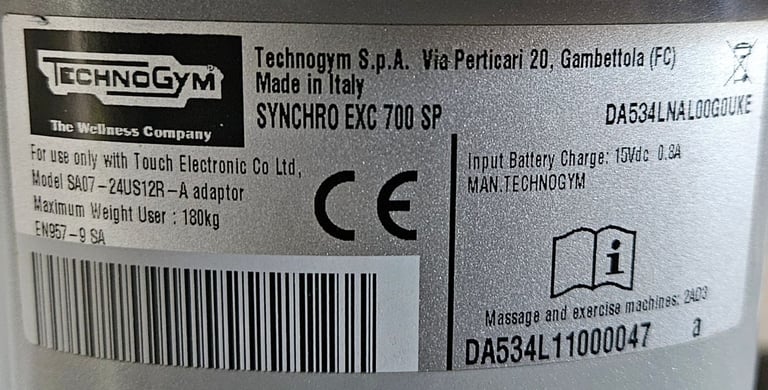 TECHNOGYM
The Wellness Company
Technogym S.p.A. Via Perticari 20, Gambettola (FC)
Made in Italy
SYNCHRO EXC 700 SP
DA534LNAL00G0UKE
For use only with Touch Electronic Co Ltd,
Model SA07-24US12R-A adaptor
Maximum Weight User : 180kg
EN957-9 SA
CE
Input Battery Charge: 15Vdc 0.8A
MAN.TECHNOGYM
i
Massage and exercise machines: 2AD3
DA534L11000047 a